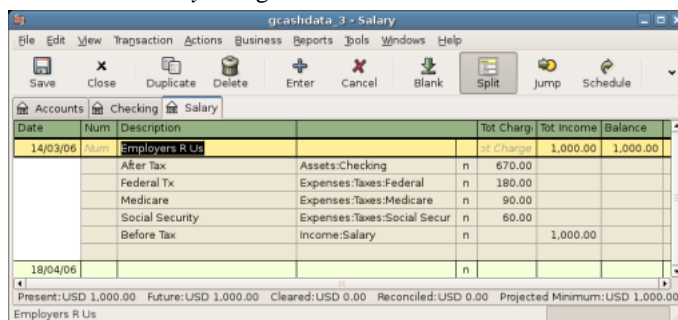 gcashdata_3 - Salary
File Edit View Transaction Actions Business Reports Tools Windows Help
Save Close Duplicate Delete Enter Cancel Blank Split Jump Schedule
Accounts Checking Salary
Date Num Description Tot Charg Tot Income Balance
14/03/06 Num Employers R Us ot Charge 1,000.00 1,000.00
After Tax Assets:Checking n 670.00
Federal Tx Expenses:Taxes:Federal n 180.00
Medicare Expenses:Taxes:Medicare n 90.00
Social Security Expenses:Taxes:Social Secur n 60.00
Before Tax Income:Salary n 1,000.00
18/04/06 n
Present:USD 1,000.00 Future:USD 1,000.00 Cleared:USD 0.00 Reconciled:USD 0.00 Projected Minimum:USD 1,000.00
Employers R Us